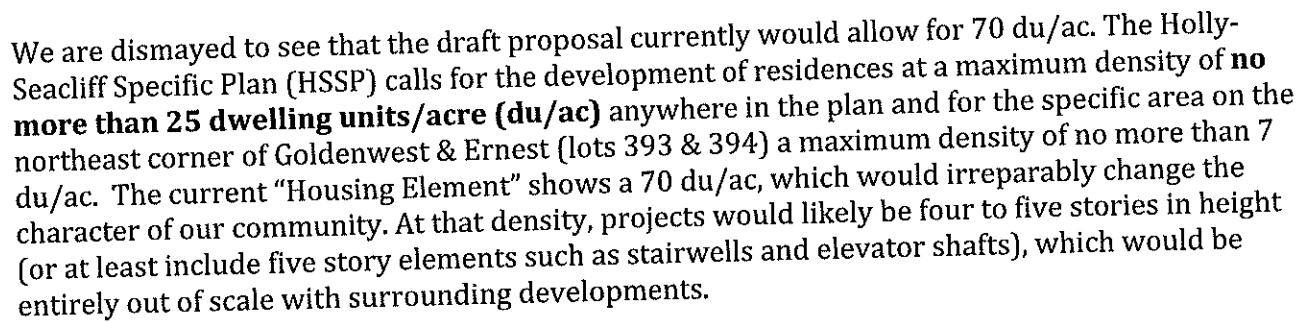 We are dismayed to see that the draft proposal currently would allow for 70 du/ac. The Holly-
Seacliff Specific Plan (HSSP) calls for the development of residences at a maximum density of no
more than 25 dwelling units/acre (du/ac) anywhere in the plan and for the specific area on the
northeast corner of Goldenwest & Ernest (lots 393 & 394) a maximum density of no more than 7
du/ac.  The current “Housing Element” shows a 70 du/ac, which would irreparably change the
character of our community. At that density, projects would likely be four to five stories in height
(or at least include five story elements such as stairwells and elevator shafts), which would be
entirely out of scale with surrounding developments.